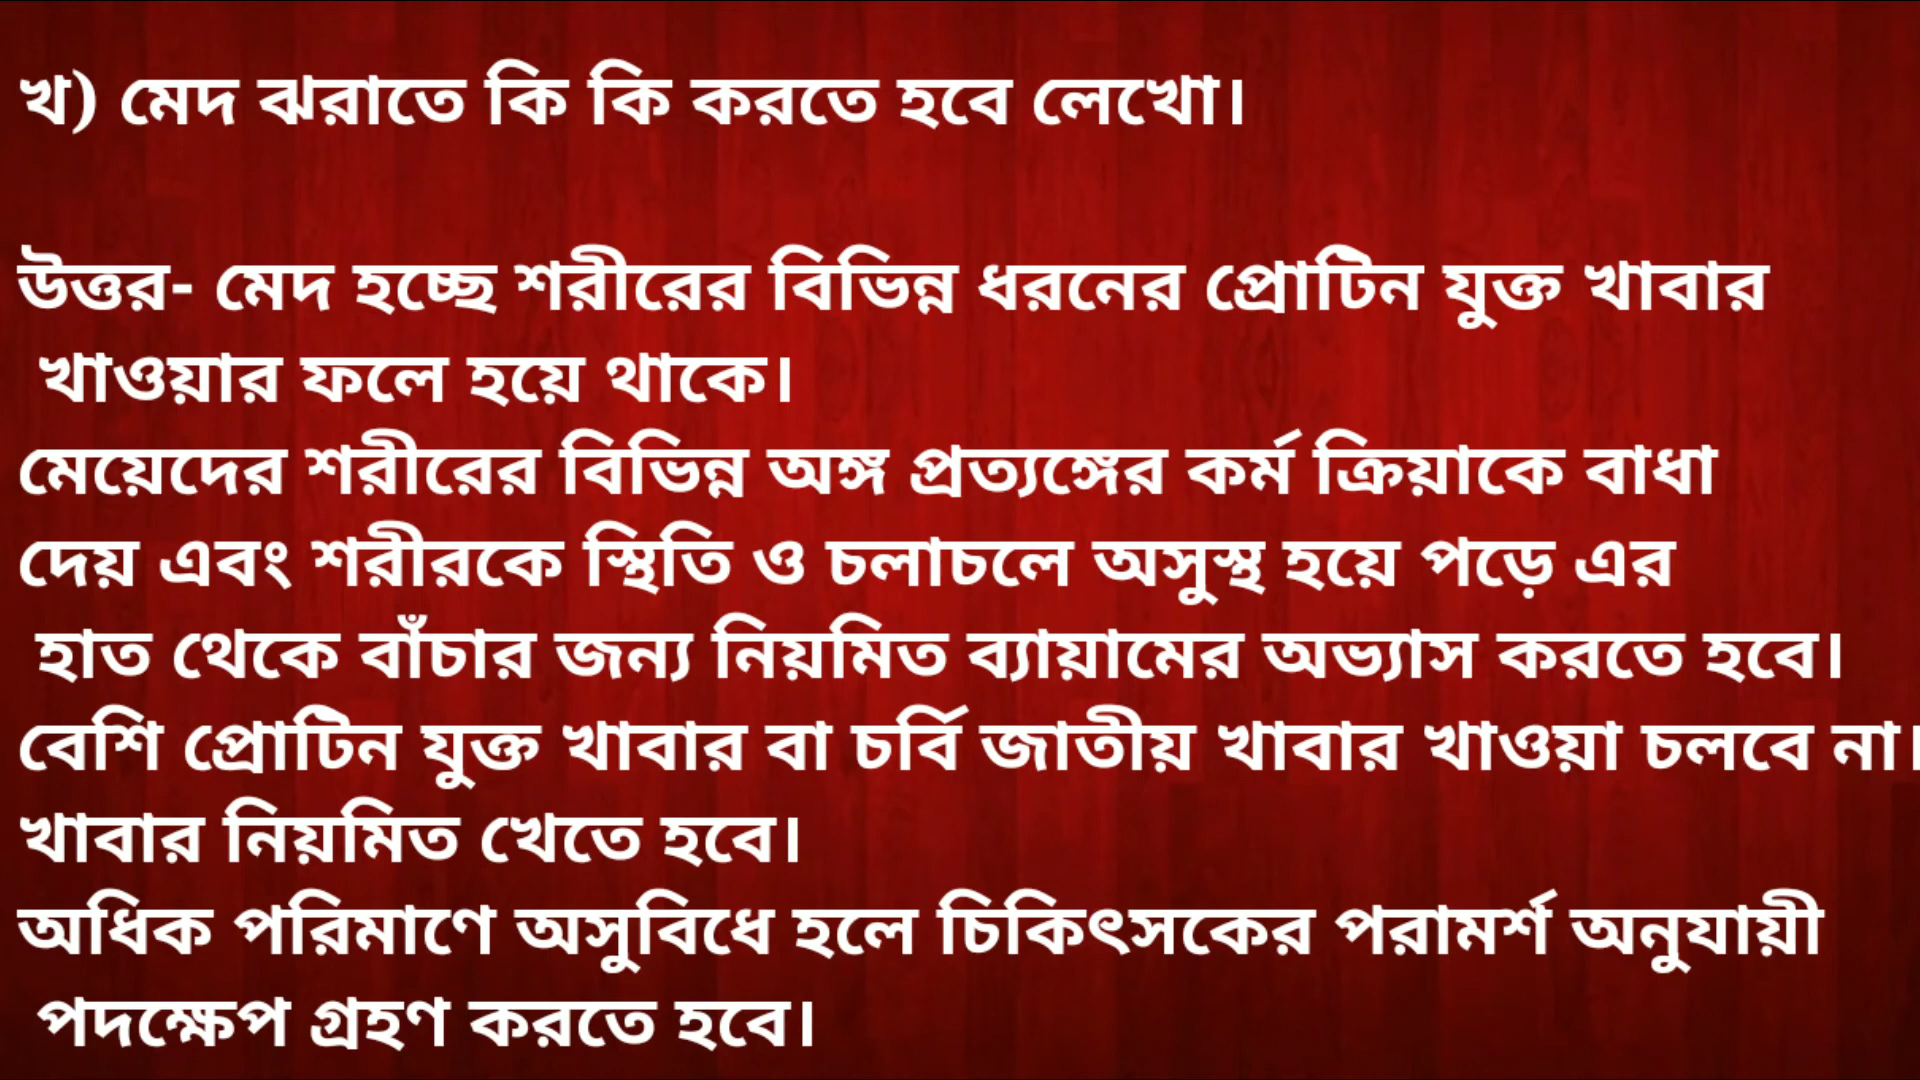 খ) মেদ ঝরাতে কি কি করতে হবে লেখো।
উত্তর- মেদ হচ্ছে শরীরের বিভিন্ন ধরনের প্রোটিন যুক্ত খাবার
খাওয়ার ফলে হয়ে থাকে।
মেয়েদের শরীরের বিভিন্ন অঙ্গ প্রত্যঙ্গের কর্ম ক্রিয়াকে বাধা
দেয় এবং শরীরকে স্থিতি ও চলাচলে অসুস্থ হয়ে পড়ে এর
হাত থেকে বাঁচার জন্য নিয়মিত ব্যায়ামের অভ্যাস করতে হবে।
বেশি প্রোটিন যুক্ত খাবার বা চর্বি জাতীয় খাবার খাওয়া চলবে না।
খাবার নিয়মিত খেতে হবে।
অধিক পরিমাণে অসুবিধে হলে চিকিৎসকের পরামর্শ অনুযায়ী
পদক্ষেপ গ্রহণ করতে হবে।